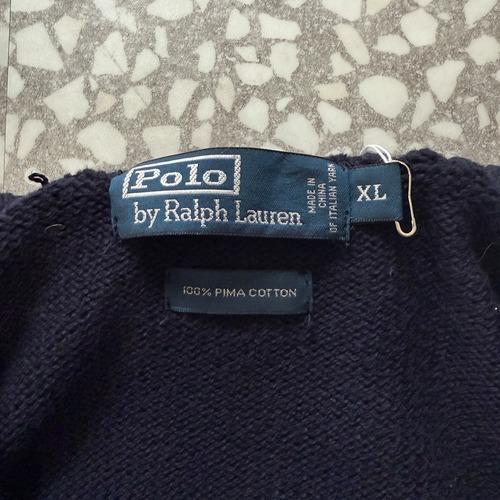 Polo
by Ralph Lauren
MADE IN
CHINA
OF ITALIAN YARN
XL
100% PIMA COTTON